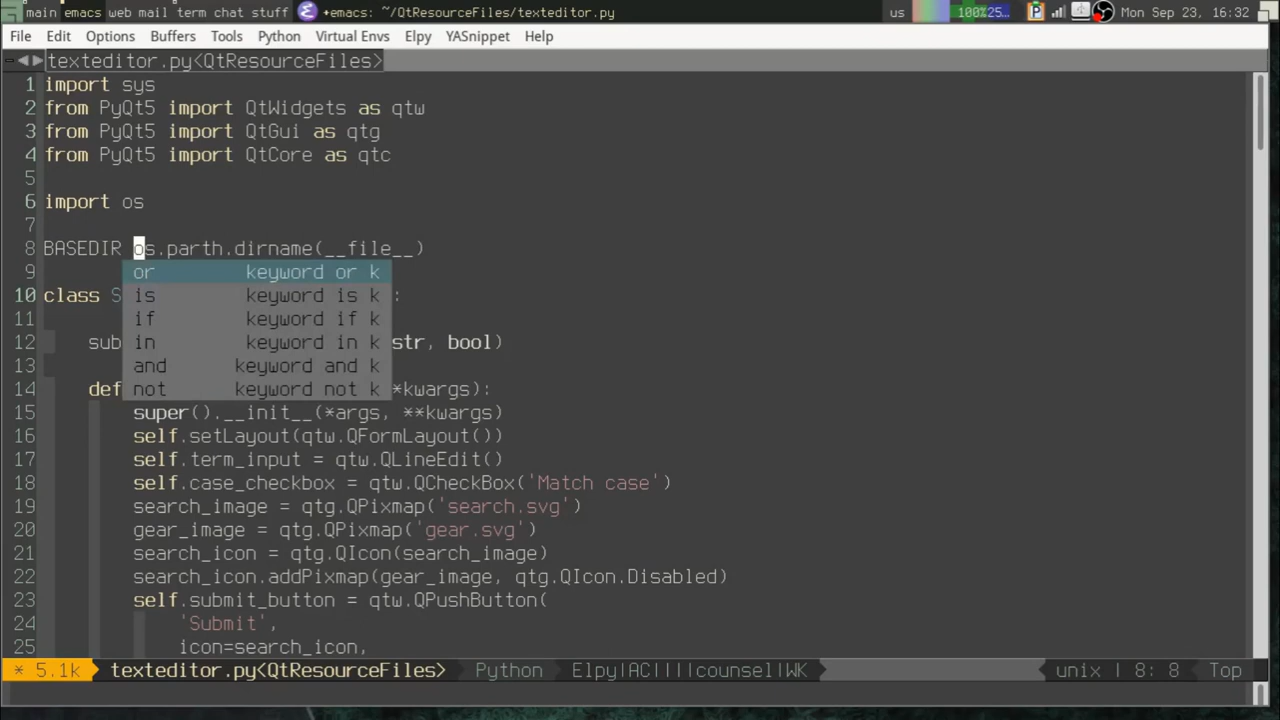 main emacs web mail term chat stuff +emacs: ~/QtResourceFiles/texteditor.py us 100%25… Mon Sep 23, 16:32
File Edit Options Buffers Tools Python Virtual Envs Elpy YASnippet Help
texteditor.py<QtResourceFiles>
1 import sys
2 from PyQt5 import QtWidgets as qtw
3 from PyQt5 import QtGui as qtg
4 from PyQt5 import QtCore as qtc
5
6 import os
7
8 BASEDIR os.parth.dirname(__file__)
9 or keyword or k
10 class S is keyword is k :
11 if keyword if k
12 sub in keyword in k str, bool)
13 and keyword and k
14 def not keyword not k *kwargs):
15 super().__init__(*args, **kwargs)
16 self.setLayout(qtw.QFormLayout())
17 self.term_input = qtw.QLineEdit()
18 self.case_checkbox = qtw.QCheckBox('Match case')
19 search_image = qtg.QPixmap('search.svg')
20 gear_image = qtg.QPixmap('gear.svg')
21 search_icon = qtg.QIcon(search_image)
22 search_icon.addPixmap(gear_image, qtg.QIcon.Disabled)
23 self.submit_button = qtw.QPushButton(
24 'Submit',
25 icon=search_icon,
* 5.1k texteditor.py<QtResourceFiles> Python Elpy|AC||||counsel|WK unix | 8: 8 Top